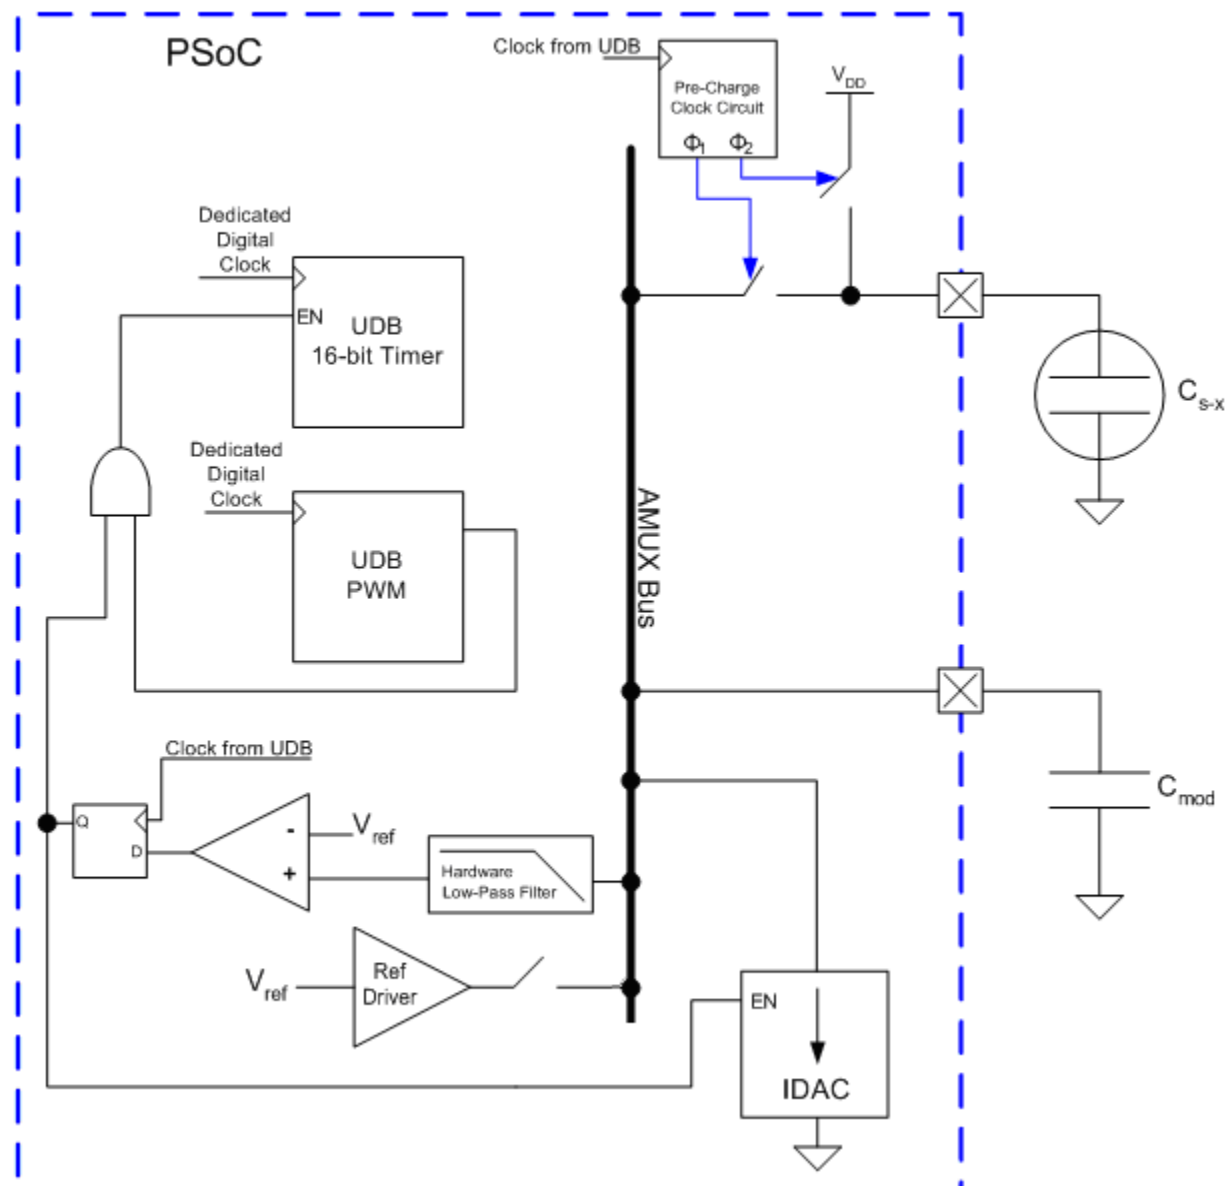 PSoC
Clock from UDB
Pre-Charge
Clock Circuit
Φ1
Φ2
VDD
Dedicated
Digital
Clock
EN
UDB
16-bit Timer
Cs-x
Dedicated
Digital
Clock
UDB
PWM
AMUX Bus
Clock from UDB
Q
D
-
+
Vref
Hardware
Low-Pass Filter
Cmod
Vref
Ref
Driver
EN
IDAC